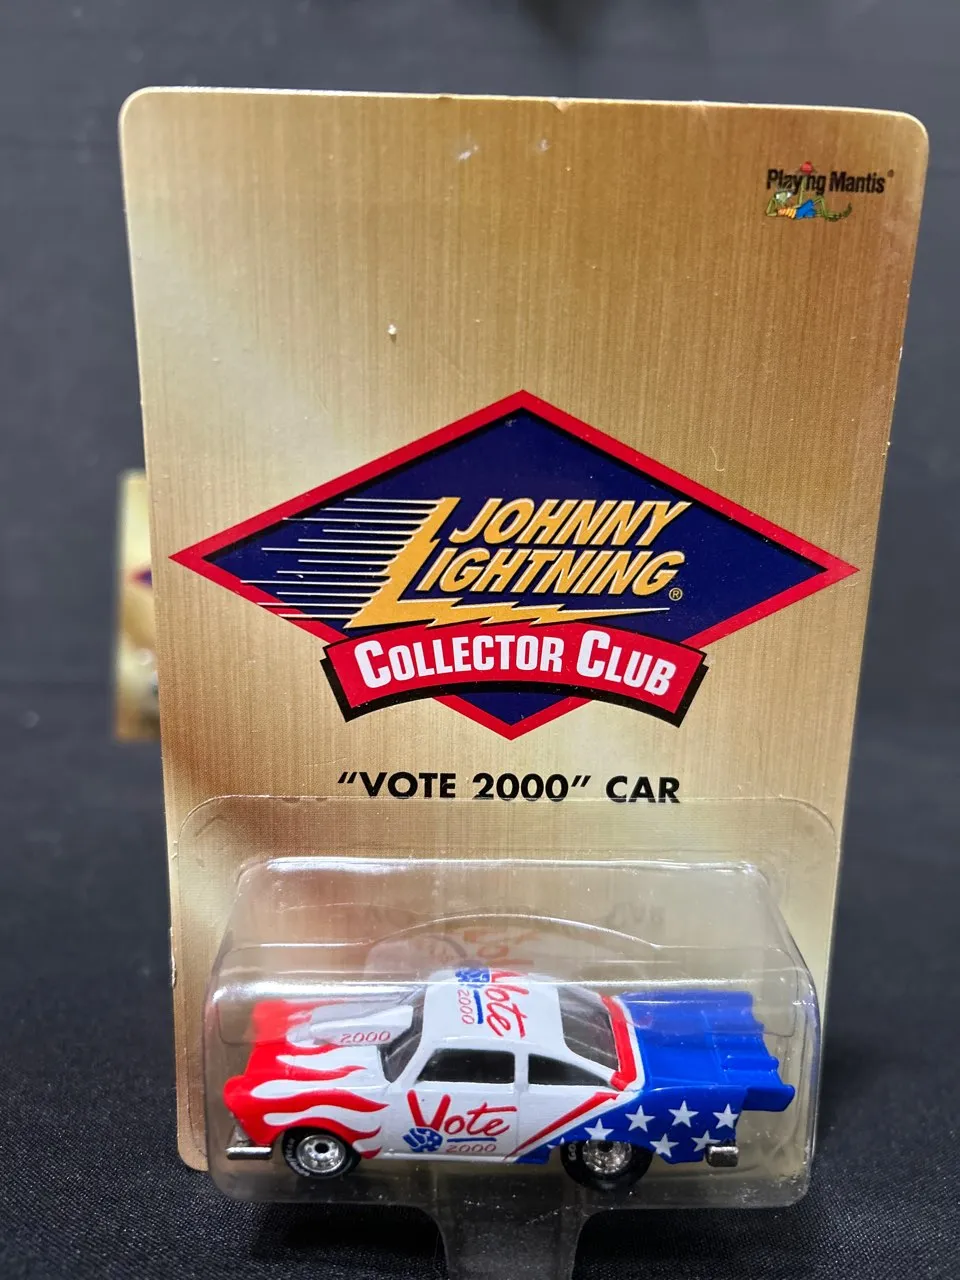 Playing Mantis®
JOHNNY
LIGHTNING®
COLLECTOR CLUB
"VOTE 2000" CAR
Vote
2000
2000
Vote
2000